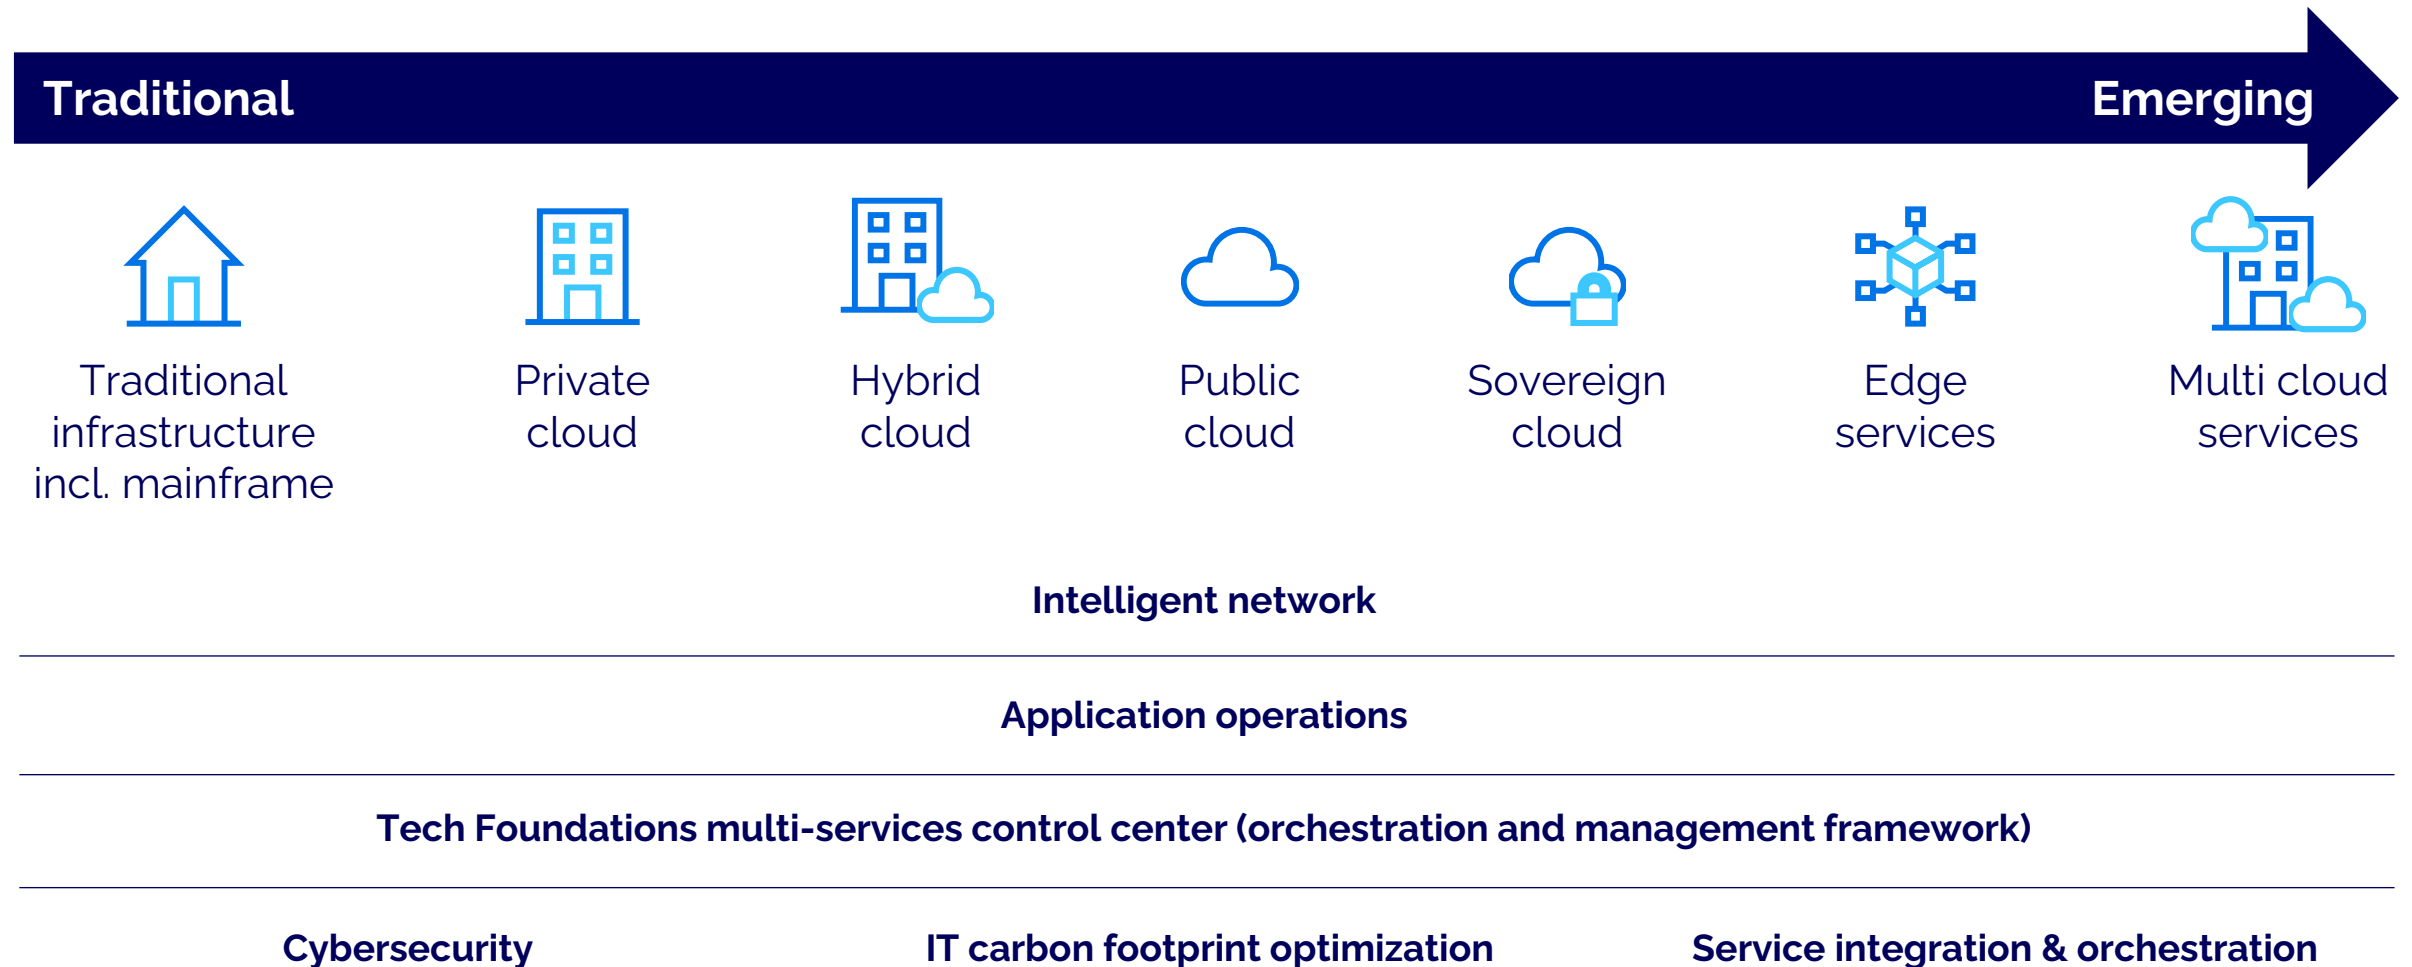 Traditional
Emerging
Traditional
infrastructure
incl. mainframe
Private
cloud
Hybrid
cloud
Public
cloud
Sovereign
cloud
Edge
services
Multi cloud
services
Intelligent network
Application operations
Tech Foundations multi-services control center (orchestration and management framework)
Cybersecurity
IT carbon footprint optimization
Service integration & orchestration